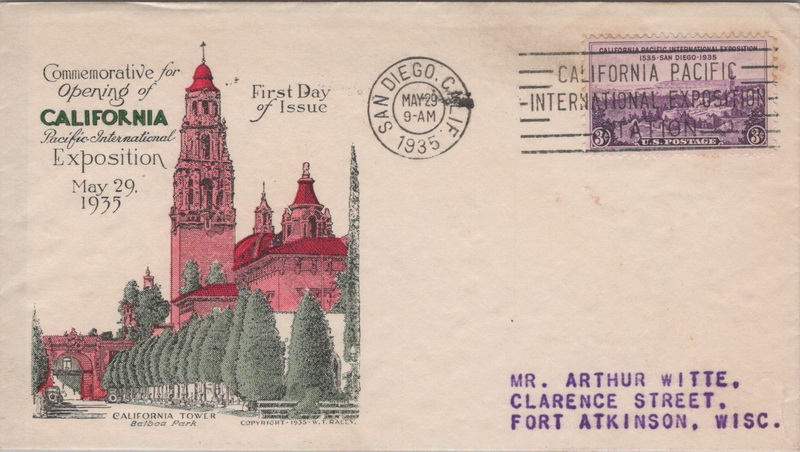 Commemorative for
Opening of
CALIFORNIA
Pacific International
Exposition
May 29,
1935
First Day
of Issue
SAN DIEGO, CALIF.
MAY 29
9-AM
1935
CALIFORNIA PACIFIC INTERNATIONAL EXPOSITION
1535-SAN DIEGO-1935
CALIFORNIA PACIFIC
INTERNATIONAL EXPOSITION
STATION
3¢ 3¢
U.S. POSTAGE
CALIFORNIA TOWER
Balboa Park
COPYRIGHT-1935-W.T. RALEY.
MR. ARTHUR WITTE,
CLARENCE STREET,
FORT ATKINSON, WISC.